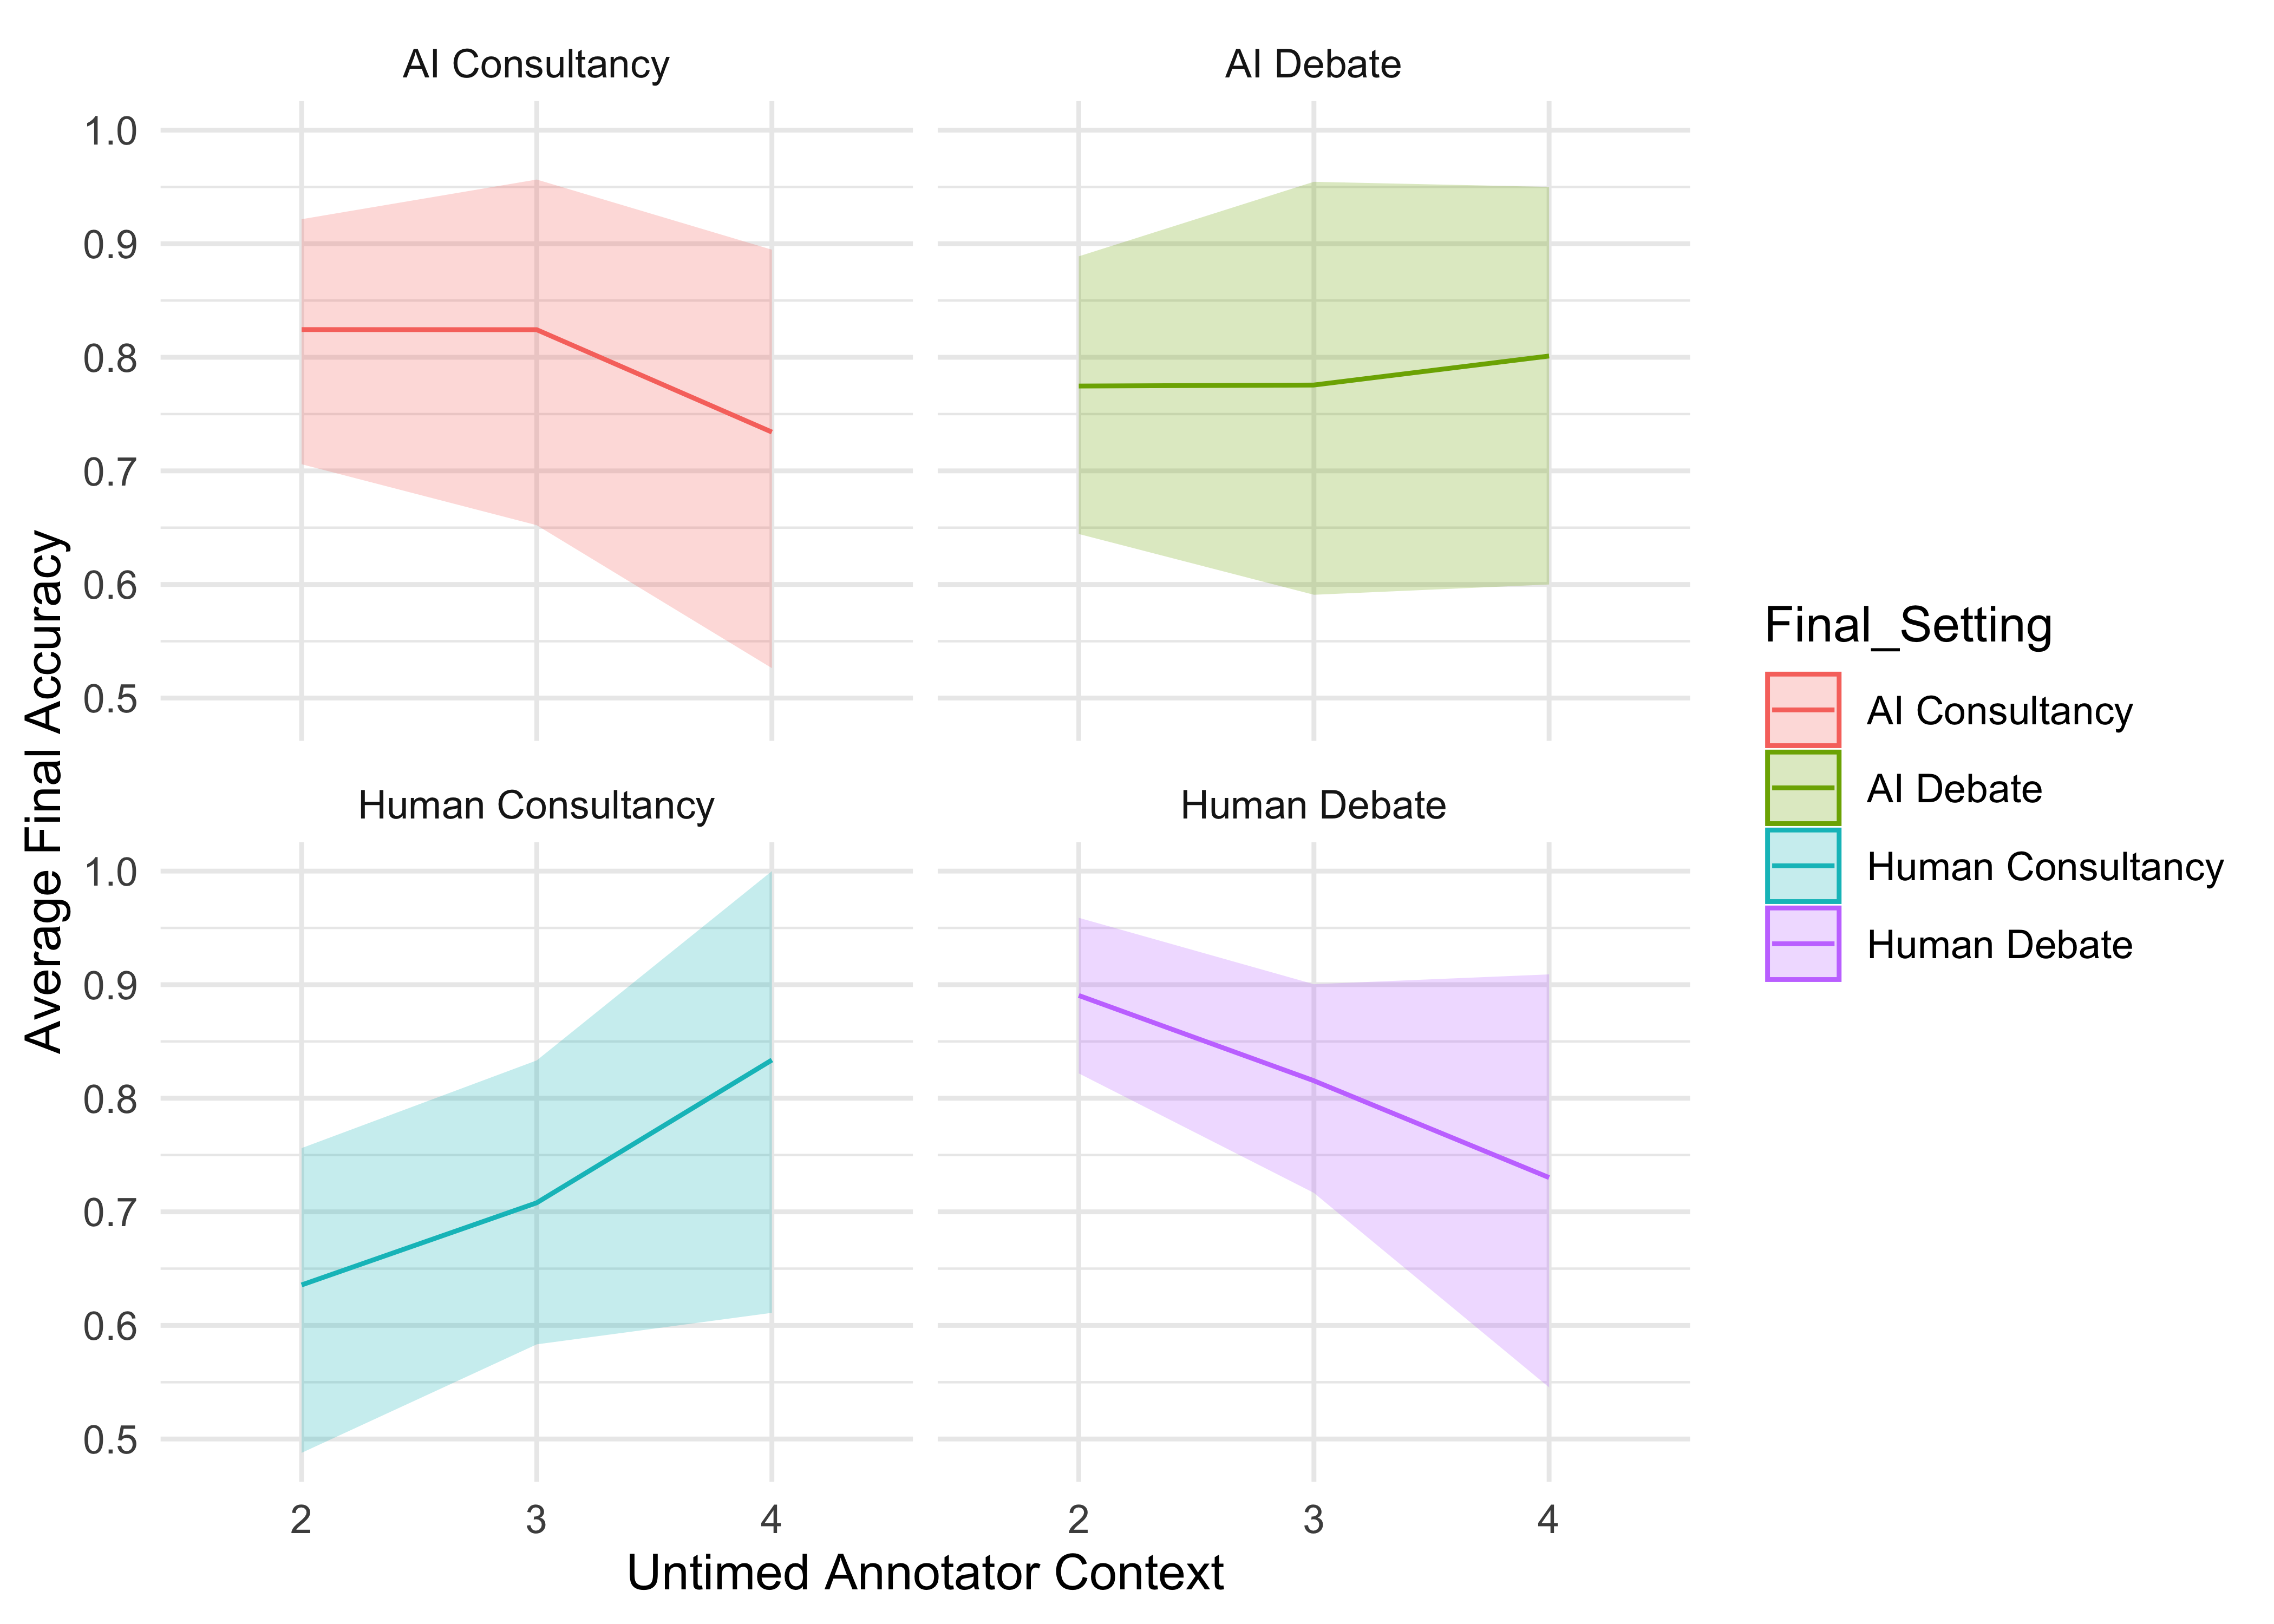 AI Consultancy
AI Debate
1.0
0.9
0.8
0.7
0.6
0.5
Human Consultancy
Human Debate
1.0
0.9
0.8
0.7
0.6
0.5
2
3
4
2
3
4
Untimed Annotator Context
Average Final Accuracy
Final_Setting
AI Consultancy
AI Debate
Human Consultancy
Human Debate